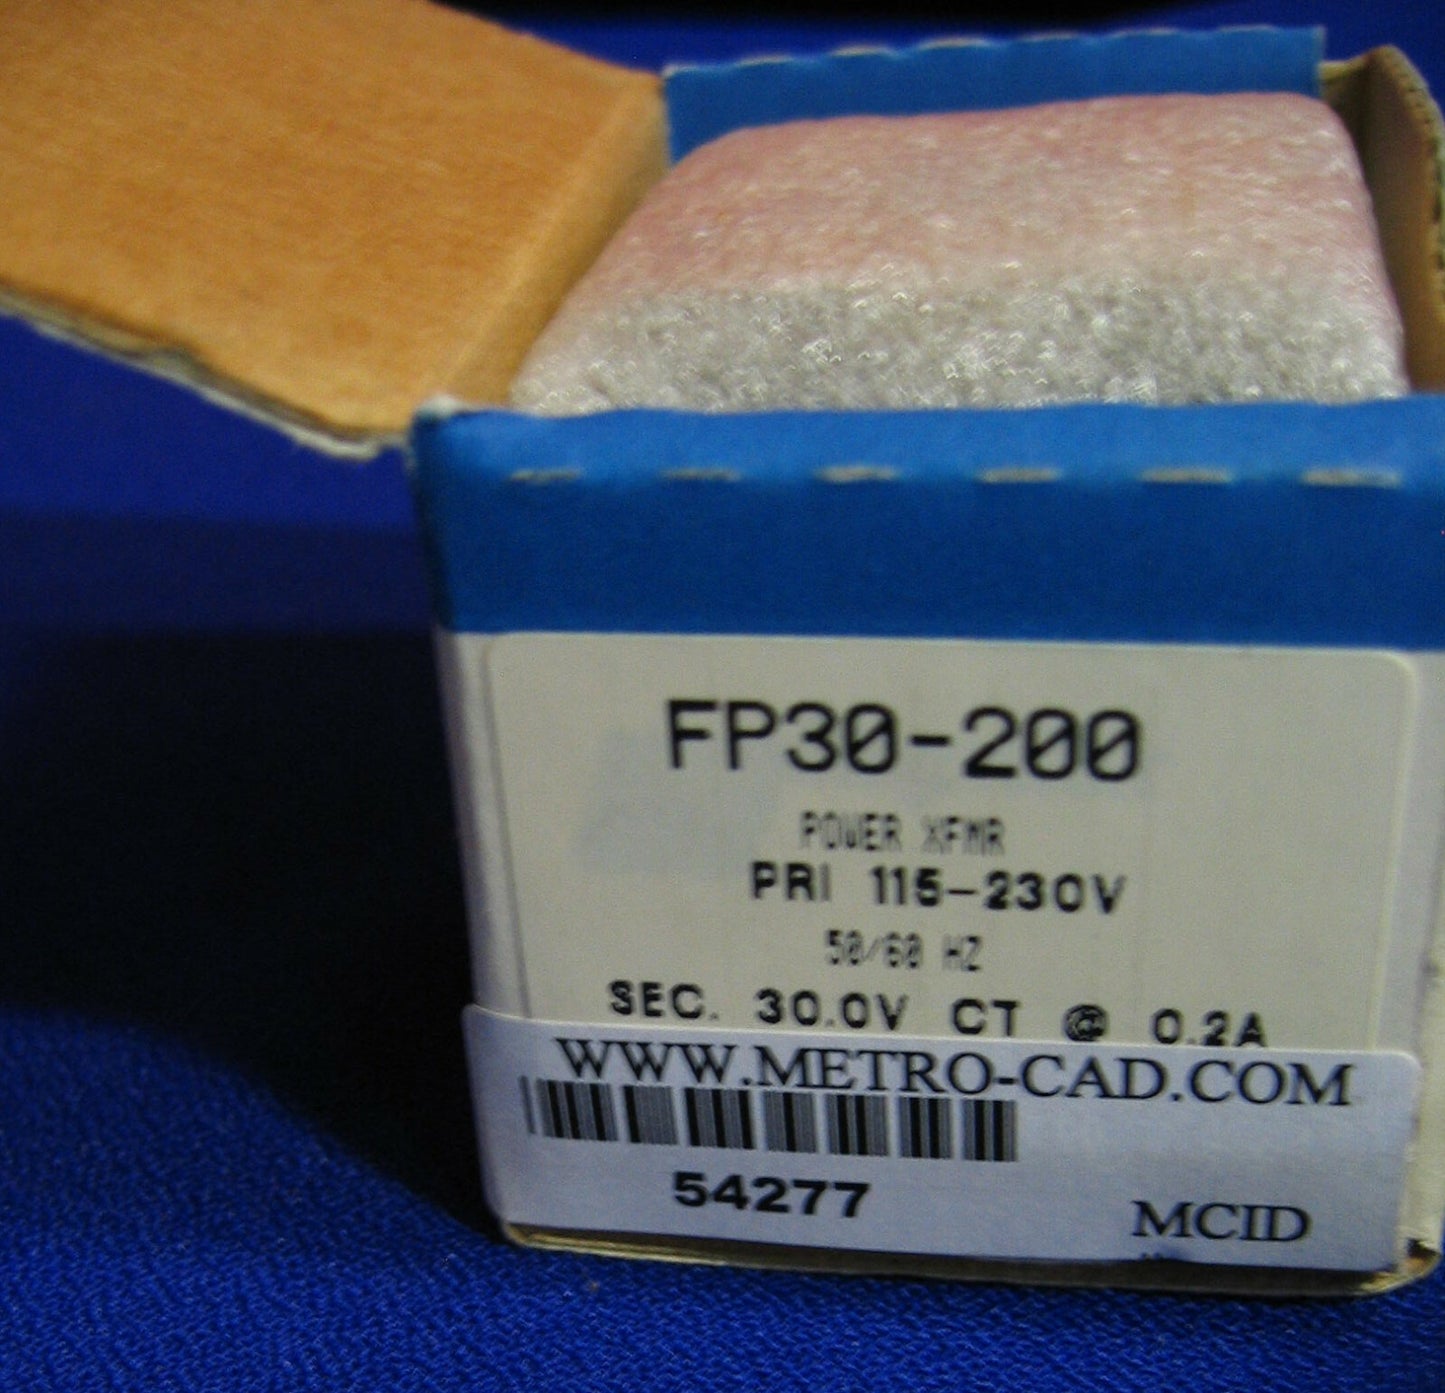 FP30-200
POWER XFMR
PRI 115-230V
50/60 HZ
SEC. 30.0V CT @ 0.2A
WWW.METRO-CAD.COM
54277
MCID